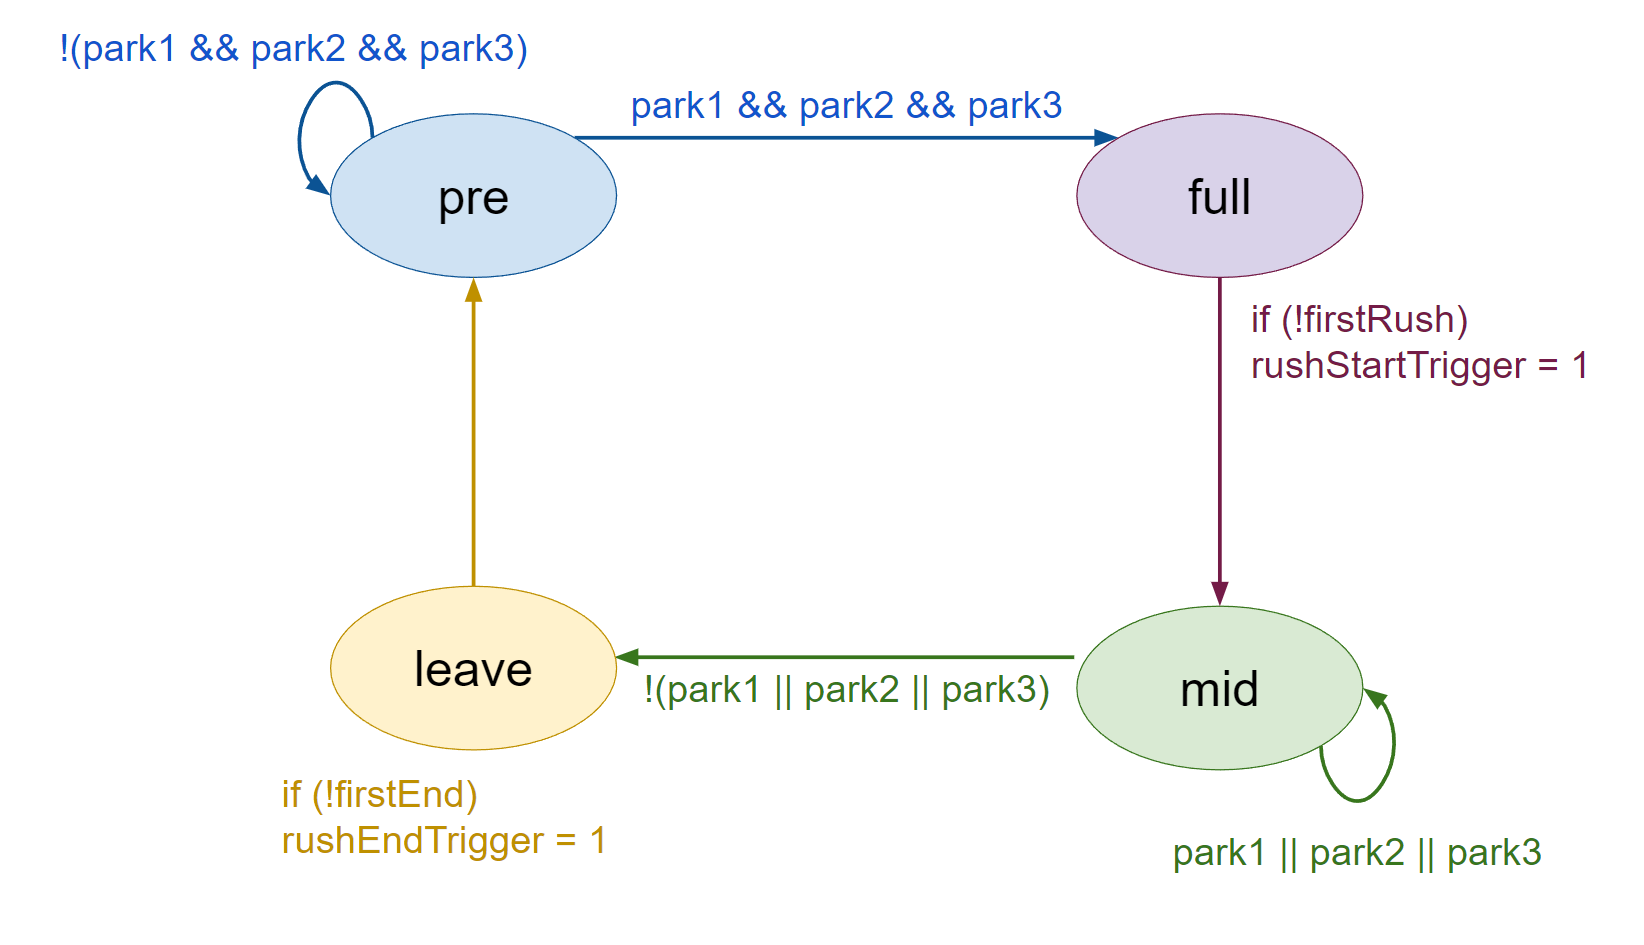 !(park1 && park2 && park3)
park1 && park2 && park3
pre
full
if (!firstRush)
rushStartTrigger = 1
leave
!(park1 || park2 || park3)
mid
if (!firstEnd)
rushEndTrigger = 1
park1 || park2 || park3